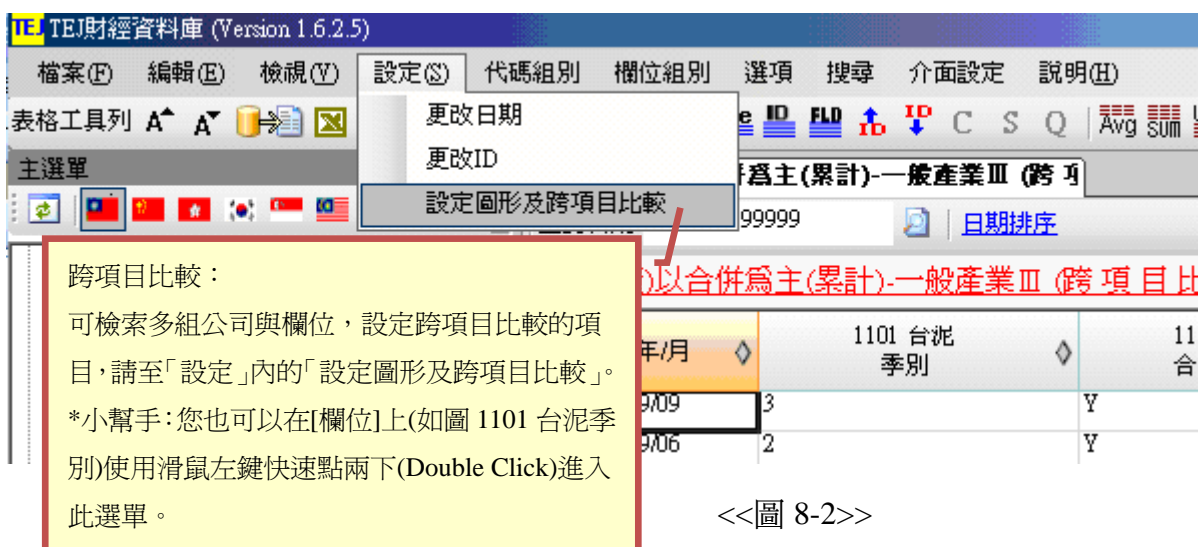 TEJ TEJ財經資料庫 (Version 1.6.2.5)
檔案(F) 編輯(E) 檢視(V) 設定(S) 代碼組別 欄位組別 選項 搜尋 介面設定 說明(H)
表格工具列 A A ID FLD ID ID C S Q Avg SUM
更改日期
更改ID
設定圖形及跨項目比較
主選單
併為主(累計)-一般產業III (跨 項
99999 日期排序
)以合併為主(累計)-一般產業III (跨 項 目 比
年/月 1101 台泥 11
季別 合
9/09 3 Y
9/06 2 Y
跨項目比較：
可檢索多組公司與欄位，設定跨項目比較的項
目，請至「設定」內的「設定圖形及跨項目比較」。
*小幫手：您也可以在[欄位]上(如圖 1101 台泥季
別)使用滑鼠左鍵快速點兩下(Double Click)進入
此選單。
<<圖 8-2>>